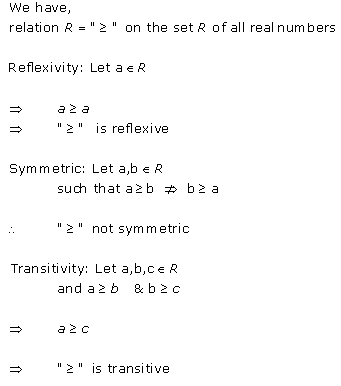 We have,
relation R = " ≥ " on the set R of all real numbers
Reflexivity: Let a ϵ R
⇒ a ≥ a
⇒ " ≥ " is reflexive
Symmetric: Let a,b ϵ R
such that a ≥ b ⇏ b ≥ a
∴ " ≥ " not symmetric
Transitivity: Let a,b,c ϵ R
and a ≥ b & b ≥ c
⇒ a ≥ c
⇒ " ≥ " is transitive